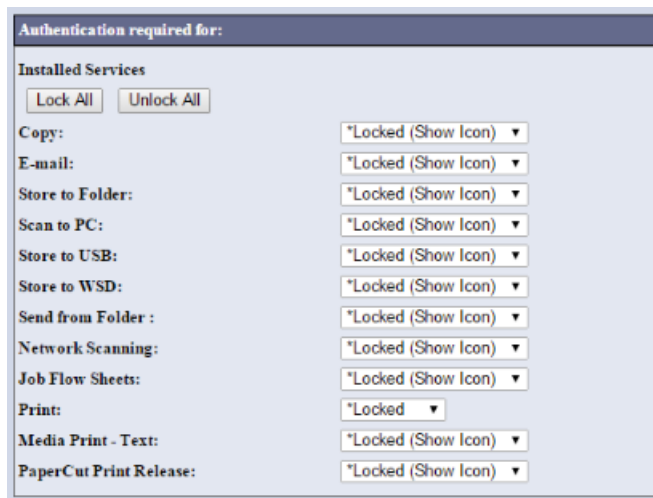 Authentication required for:
Installed Services
Lock All Unlock All
Copy: *Locked (Show Icon)
E-mail: *Locked (Show Icon)
Store to Folder: *Locked (Show Icon)
Scan to PC: *Locked (Show Icon)
Store to USB: *Locked (Show Icon)
Store to WSD: *Locked (Show Icon)
Send from Folder : *Locked (Show Icon)
Network Scanning: *Locked (Show Icon)
Job Flow Sheets: *Locked (Show Icon)
Print: *Locked
Media Print - Text: *Locked (Show Icon)
PaperCut Print Release: *Locked (Show Icon)